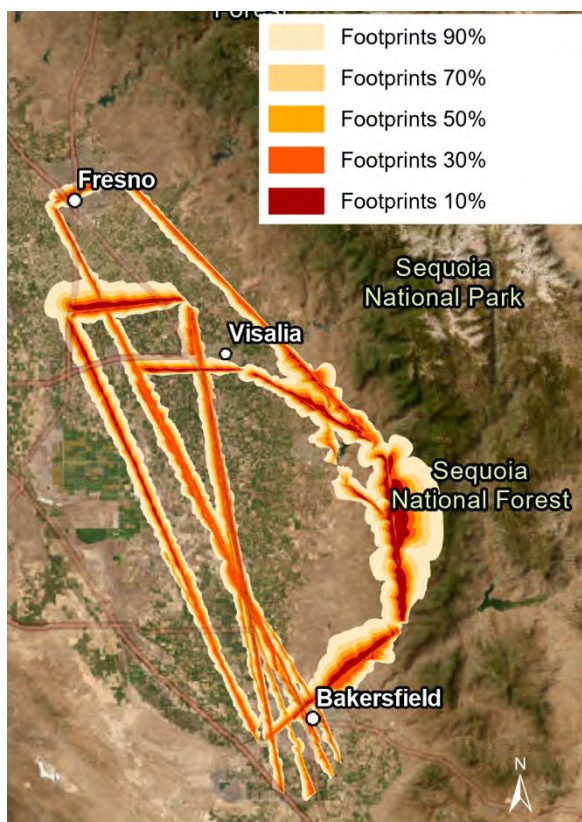 Forest
Footprints 90%
Footprints 70%
Footprints 50%
Footprints 30%
Footprints 10%
Fresno
Sequoia
National Park
Visalia
Sequoia
National Forest
Bakersfield
N